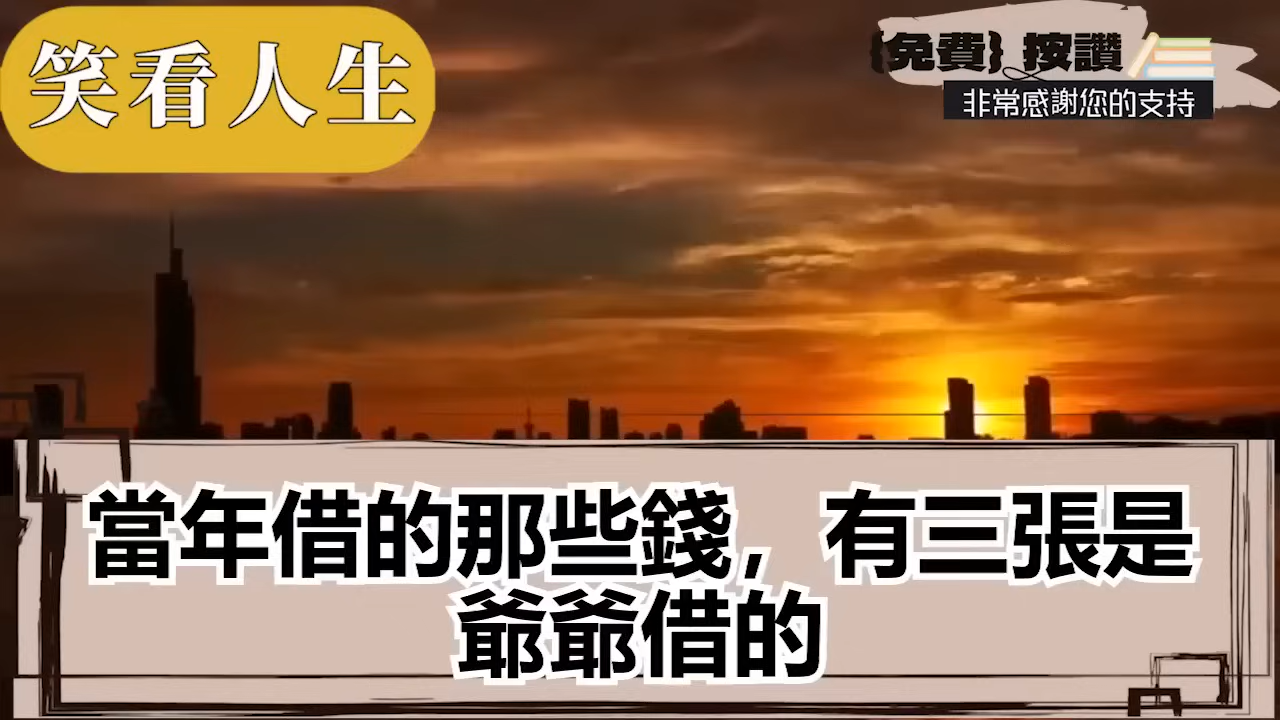 笑看人生
{免費} 按讚
非常感謝您的支持
當年借的那些錢，有三張是
爺爺借的